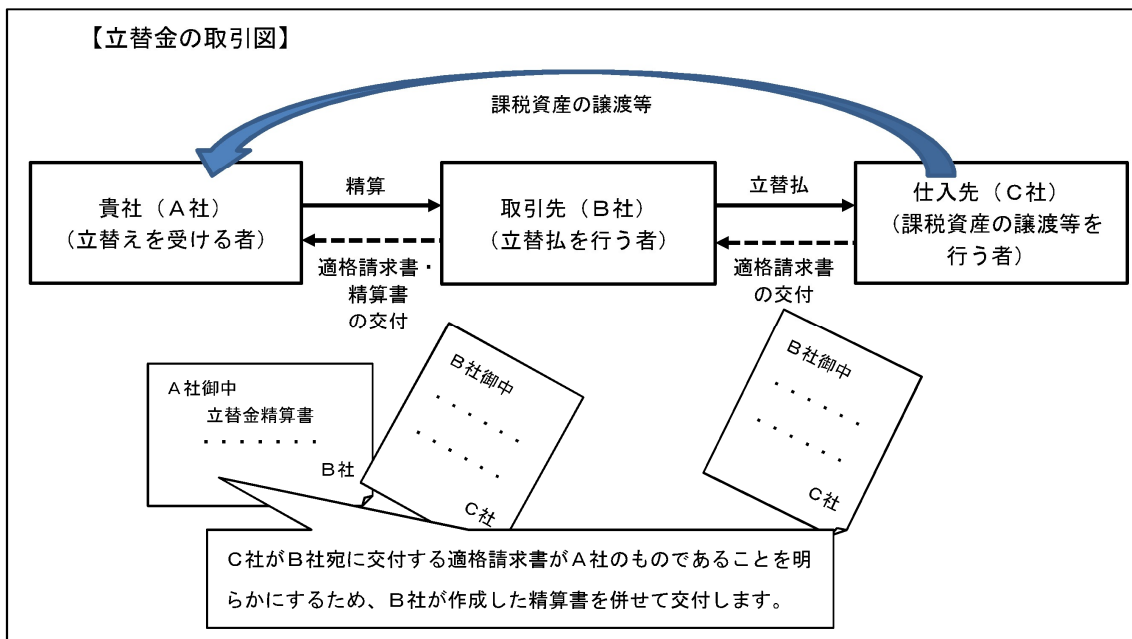 【立替金の取引図】
課税資産の譲渡等
貴社（Ａ社）
（立替えを受ける者）
精算
適格請求書・
精算書
の交付
取引先（Ｂ社）
（立替払を行う者）
立替払
適格請求書
の交付
仕入先（Ｃ社）
（課税資産の譲渡等を
行う者）
Ａ社御中
立替金精算書
・・・・・・・
Ｂ社
Ｂ社御中
・・・・・・
・・・・・・
Ｃ社
Ｂ社御中
・・・・・・
・・・・・・
Ｃ社
Ｃ社がＢ社宛に交付する適格請求書がＡ社のものであることを明
らかにするため、Ｂ社が作成した精算書を併せて交付します。